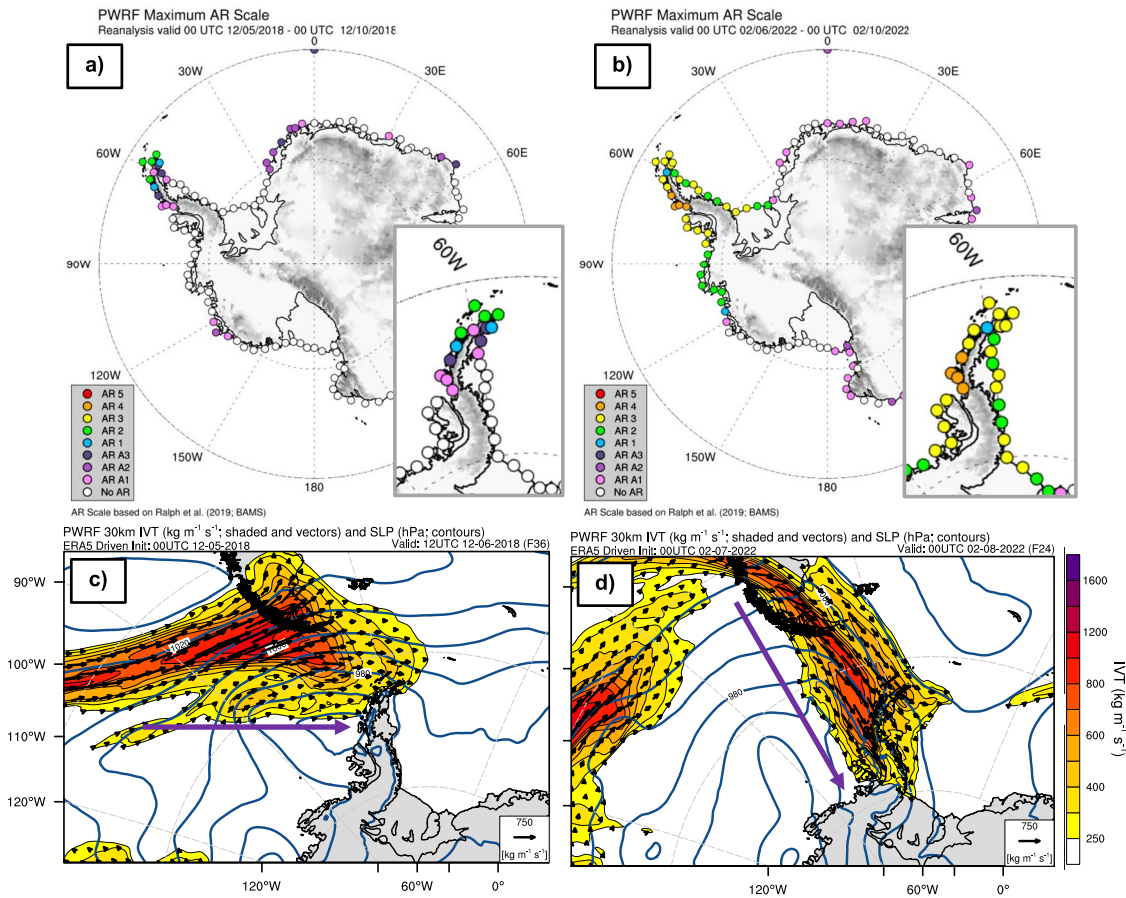 PWRF Maximum AR Scale
Reanalysis valid 00 UTC 12/05/2018 - 00 UTC 12/10/2018
a)
0
30W
30E
60W
60E
90W
120W
150W
180
60W
AR 5
AR 4
AR 3
AR 2
AR 1
AR A3
AR A2
AR A1
No AR
AR Scale based on Ralph et al. (2019; BAMS)
PWRF Maximum AR Scale
Reanalysis valid 00 UTC 02/06/2022 - 00 UTC 02/10/2022
b)
0
30W
30E
60W
60E
90W
120W
150W
180
60W
AR 5
AR 4
AR 3
AR 2
AR 1
AR A3
AR A2
AR A1
No AR
AR Scale based on Ralph et al. (2019; BAMS)
PWRF 30km IVT (kg m⁻¹ s⁻¹; shaded and vectors) and SLP (hPa; contours)
ERA5 Driven Init: 00UTC 12-05-2018 Valid: 12UTC 12-06-2018 (F36)
c)
90°W
100°W
110°W
120°W
1020
1000
980
750
[kg m⁻¹ s⁻¹]
120°W
60°W
0°
PWRF 30km IVT (kg m⁻¹ s⁻¹; shaded and vectors) and SLP (hPa; contours)
ERA5 Driven Init: 00UTC 02-07-2022 Valid: 00UTC 02-08-2022 (F24)
d)
980
750
[kg m⁻¹ s⁻¹]
120°W
60°W
0°
1600
1200
800
600
400
250
IVT (kg m⁻¹ s⁻¹)